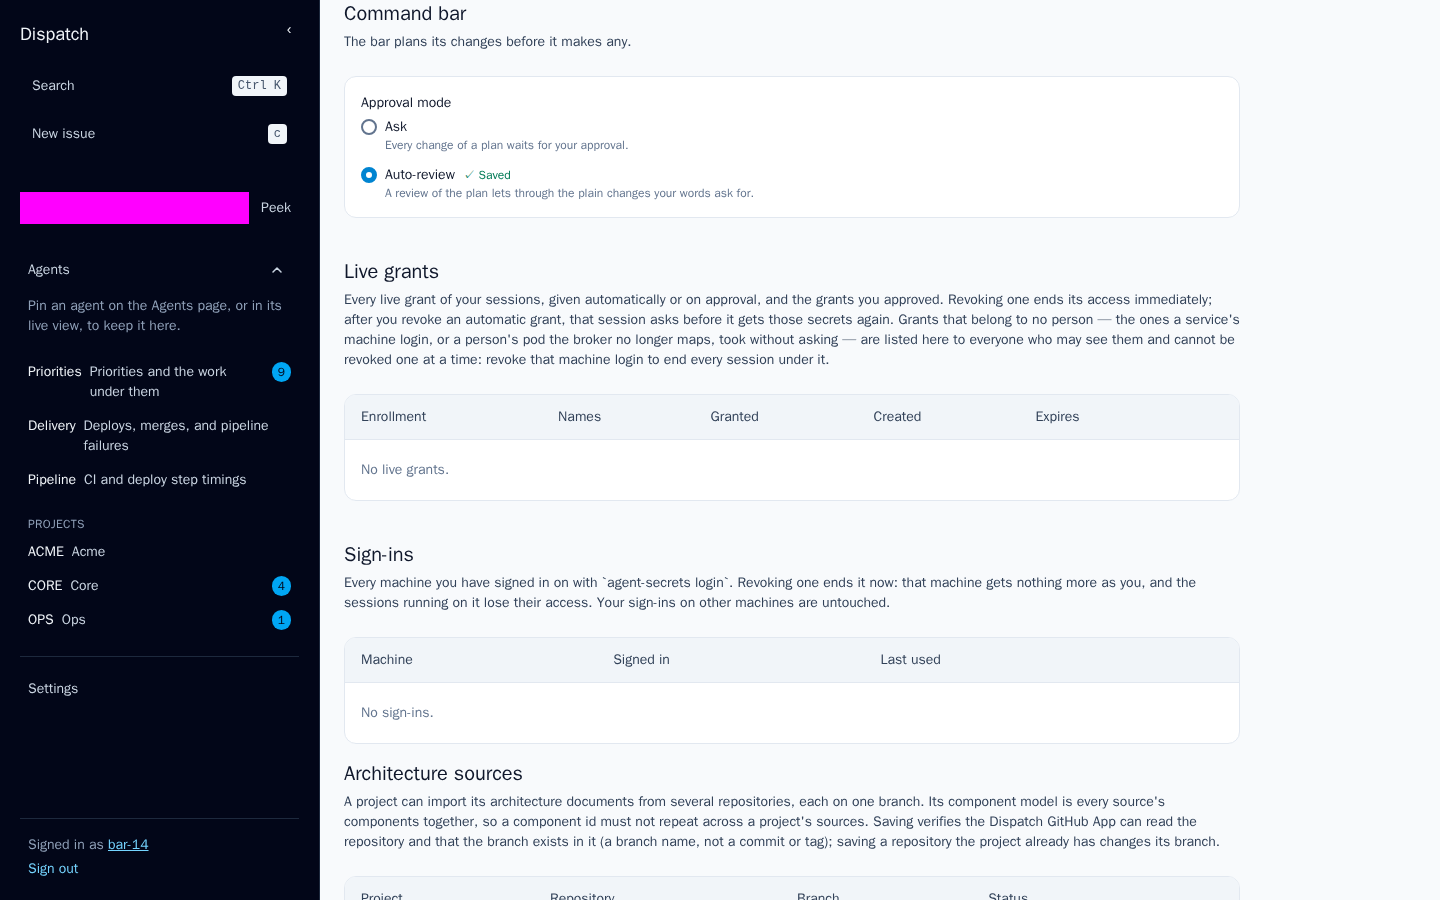 Dispatch
Search
Ctrl K
New issue
C
Peek
Agents
Pin an agent on the Agents page, or in its
live view, to keep it here.
Priorities Priorities and the work
under them
9
Delivery Deploys, merges, and pipeline
failures
Pipeline CI and deploy step timings
PROJECTS
ACME Acme
CORE Core
4
OPS Ops
1
Settings
Signed in as bar-14
Sign out
Command bar
The bar plans its changes before it makes any.
Approval mode
Ask
Every change of a plan waits for your approval.
Auto-review ✓ Saved
A review of the plan lets through the plain changes your words ask for.
Live grants
Every live grant of your sessions, given automatically or on approval, and the grants you approved. Revoking one ends its access immediately;
after you revoke an automatic grant, that session asks before it gets those secrets again. Grants that belong to no person — the ones a service's
machine login, or a person's pod the broker no longer maps, took without asking — are listed here to everyone who may see them and cannot be
revoked one at a time: revoke that machine login to end every session under it.
Enrollment Names Granted Created Expires
No live grants.
Sign-ins
Every machine you have signed in on with `agent-secrets login`. Revoking one ends it now: that machine gets nothing more as you, and the
sessions running on it lose their access. Your sign-ins on other machines are untouched.
Machine Signed in Last used
No sign-ins.
Architecture sources
A project can import its architecture documents from several repositories, each on one branch. Its component model is every source's
components together, so a component id must not repeat across a project's sources. Saving verifies the Dispatch GitHub App can read the
repository and that the branch exists in it (a branch name, not a commit or tag); saving a repository the project already has changes its branch.
Project Repository Branch Status